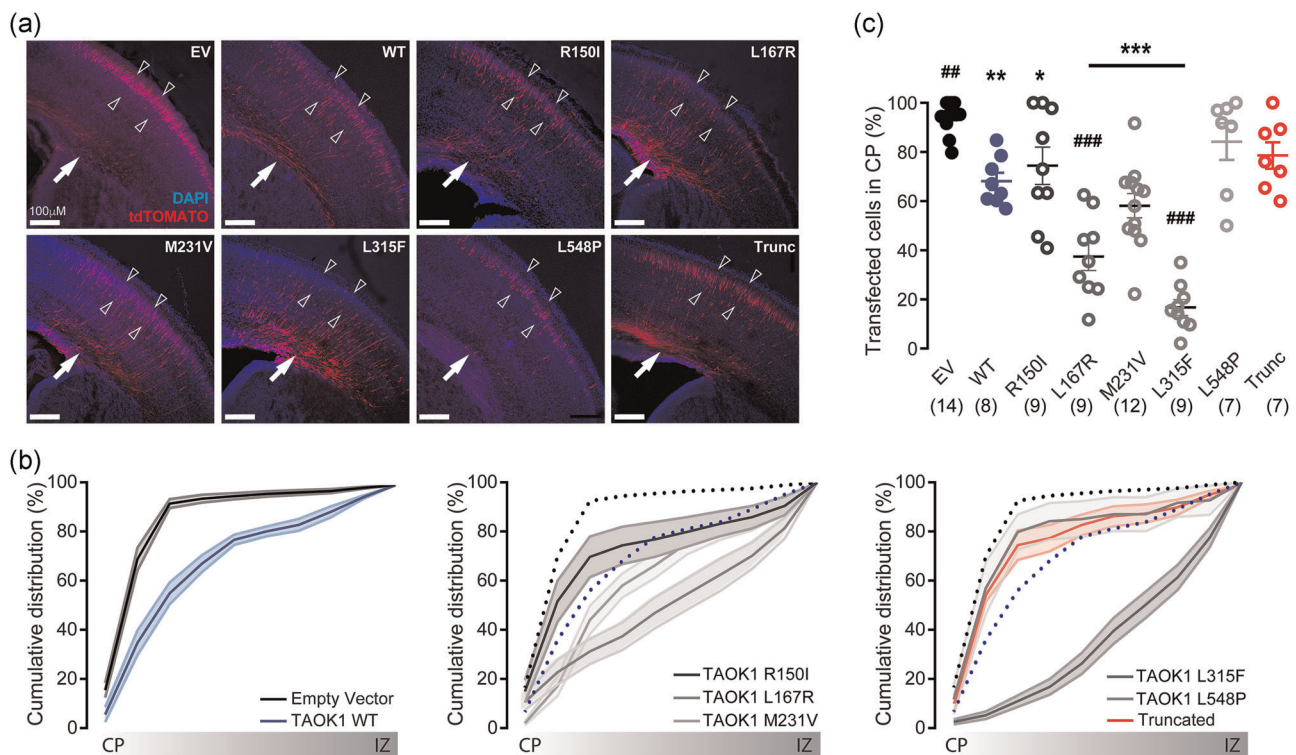 (a)
EV
WT
R150I
L167R
DAPI
tdTOMATO
100μM
M231V
L315F
L548P
Trunc
(c)
Transfected cells in CP (%)
100
80
60
40
20
0
##
**
*
###
***
###
EV
WT
R150I
L167R
M231V
L315F
L548P
Trunc
(14)
(8)
(9)
(9)
(12)
(9)
(7)
(7)
(b)
Cumulative distribution (%)
100
80
60
40
20
0
Empty Vector
TAOK1 WT
CP
IZ
Cumulative distribution (%)
100
80
60
40
20
0
TAOK1 R150I
TAOK1 L167R
TAOK1 M231V
CP
IZ
Cumulative distribution (%)
100
80
60
40
20
0
TAOK1 L315F
TAOK1 L548P
Truncated
CP
IZ